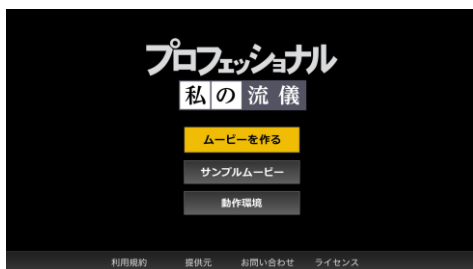 プロフェッショナル
私の流儀
ムービーを作る
サンプルムービー
動作環境
利用規約 提供元 お問い合わせ ライセンス